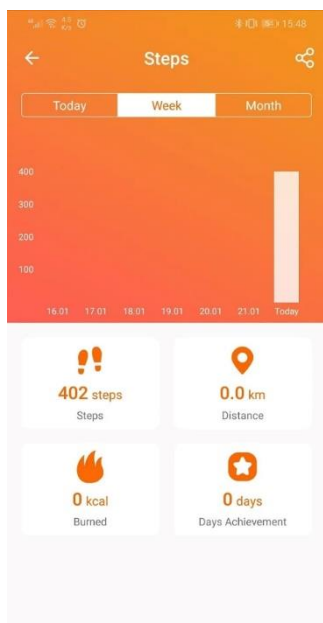 15:48
Steps
Today Week Month
400
300
200
100
16.01 17.01 18.01 19.01 20.01 21.01 Today
402 steps
Steps
0.0 km
Distance
0 kcal
Burned
0 days
Days Achievement